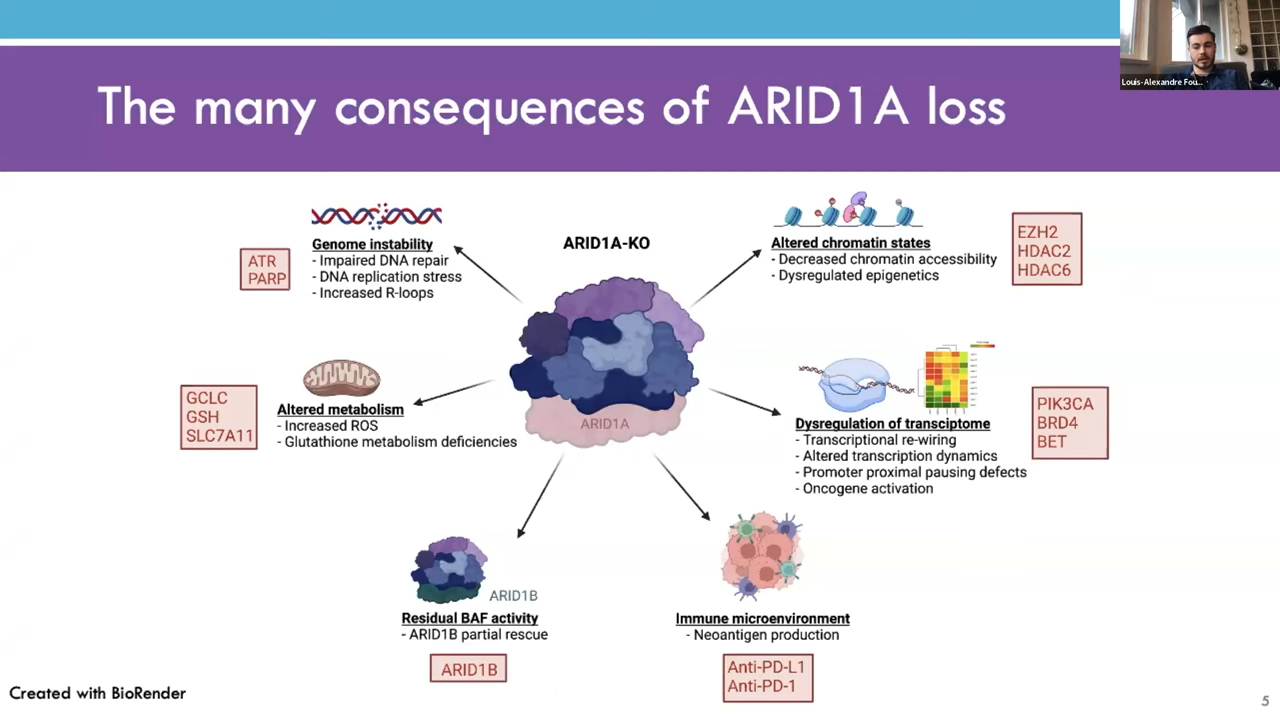 Louis-Alexandre Fou...
The many consequences of ARID1A loss
ARID1A-KO
ATR
PARP
Genome instability
- Impaired DNA repair
- DNA replication stress
- Increased R-loops
Altered chromatin states
- Decreased chromatin accessibility
- Dysregulated epigenetics
EZH2
HDAC2
HDAC6
GCLC
GSH
SLC7A11
Altered metabolism
- Increased ROS
- Glutathione metabolism deficiencies
ARID1A
Dysregulation of transciptome
- Transcriptional re-wiring
- Altered transcription dynamics
- Promoter proximal pausing defects
- Oncogene activation
PIK3CA
BRD4
BET
ARID1B
Residual BAF activity
- ARID1B partial rescue
ARID1B
Immune microenvironment
- Neoantigen production
Anti-PD-L1
Anti-PD-1
Created with BioRender
5